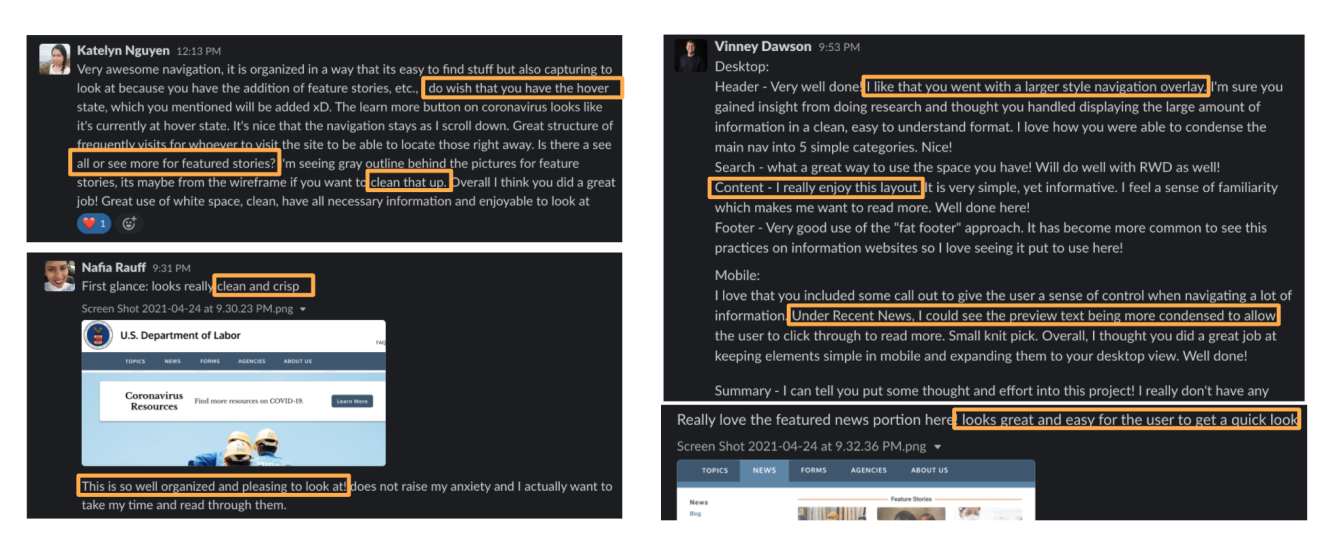 Katelyn Nguyen 12:13 PM
Very awesome navigation, it is organized in a way that its easy to find stuff but also capturing to
look at because you have the addition of feature stories, etc., I do wish that you have the hover
state, which you mentioned will be added xD. The learn more button on coronavirus looks like
it's currently at hover state. It's nice that the navigation stays as I scroll down. Great structure of
frequently visits for whoever to visit the site to be able to locate those right away. Is there a see
all or see more for featured stories? I'm seeing gray outline behind the pictures for feature
stories, its maybe from the wireframe if you want to clean that up. Overall I think you did a great
job! Great use of white space, clean, have all necessary information and enjoyable to look at
1
Nafia Rauff 9:31 PM
First glance: looks really clean and crisp
Screen Shot 2021-04-24 at 9.30.23 PM.png
U.S. Department of Labor
FAQ
TOPICS NEWS FORMS AGENCIES ABOUT US
Coronavirus
Resources
Find more resources on COVID-19.
Learn More
This is so well organized and pleasing to look at! does not raise my anxiety and I actually want to
take my time and read through them.
Vinney Dawson 9:53 PM
Desktop:
Header - Very well done! I like that you went with a larger style navigation overlay. I'm sure you
gained insight from doing research and thought you handled displaying the large amount of
information in a clean, easy to understand format. I love how you were able to condense the
main nav into 5 simple categories. Nice!
Search - what a great way to use the space you have! Will do well with RWD as well!
Content - I really enjoy this layout. It is very simple, yet informative. I feel a sense of familiarity
which makes me want to read more. Well done here!
Footer - Very good use of the "fat footer" approach. It has become more common to see this
practices on information websites so I love seeing it put to use here!
Mobile:
I love that you included some call out to give the user a sense of control when navigating a lot of
information. Under Recent News, I could see the preview text being more condensed to allow
the user to click through to read more. Small knit pick. Overall, I thought you did a great job at
keeping elements simple in mobile and expanding them to your desktop view. Well done!
Summary - I can tell you put some thought and effort into this project! I really don't have any
Really love the featured news portion here! looks great and easy for the user to get a quick look
Screen Shot 2021-04-24 at 9.32.36 PM.png
TOPICS NEWS FORMS AGENCIES ABOUT US
News
Blog
Feature Stories